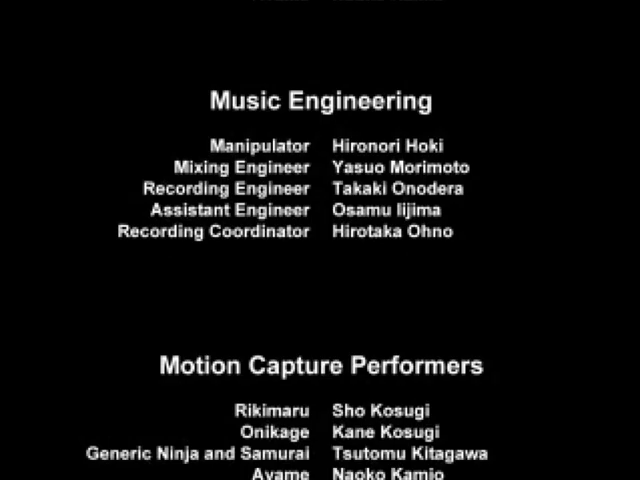 Music Engineering
Manipulator Hironori Hoki
Mixing Engineer Yasuo Morimoto
Recording Engineer Takaki Onodera
Assistant Engineer Osamu Iijima
Recording Coordinator Hirotaka Ohno
Motion Capture Performers
Rikimaru Sho Kosugi
Onikage Kane Kosugi
Generic Ninja and Samurai Tsutomu Kitagawa
Ayame Naoko Kamio